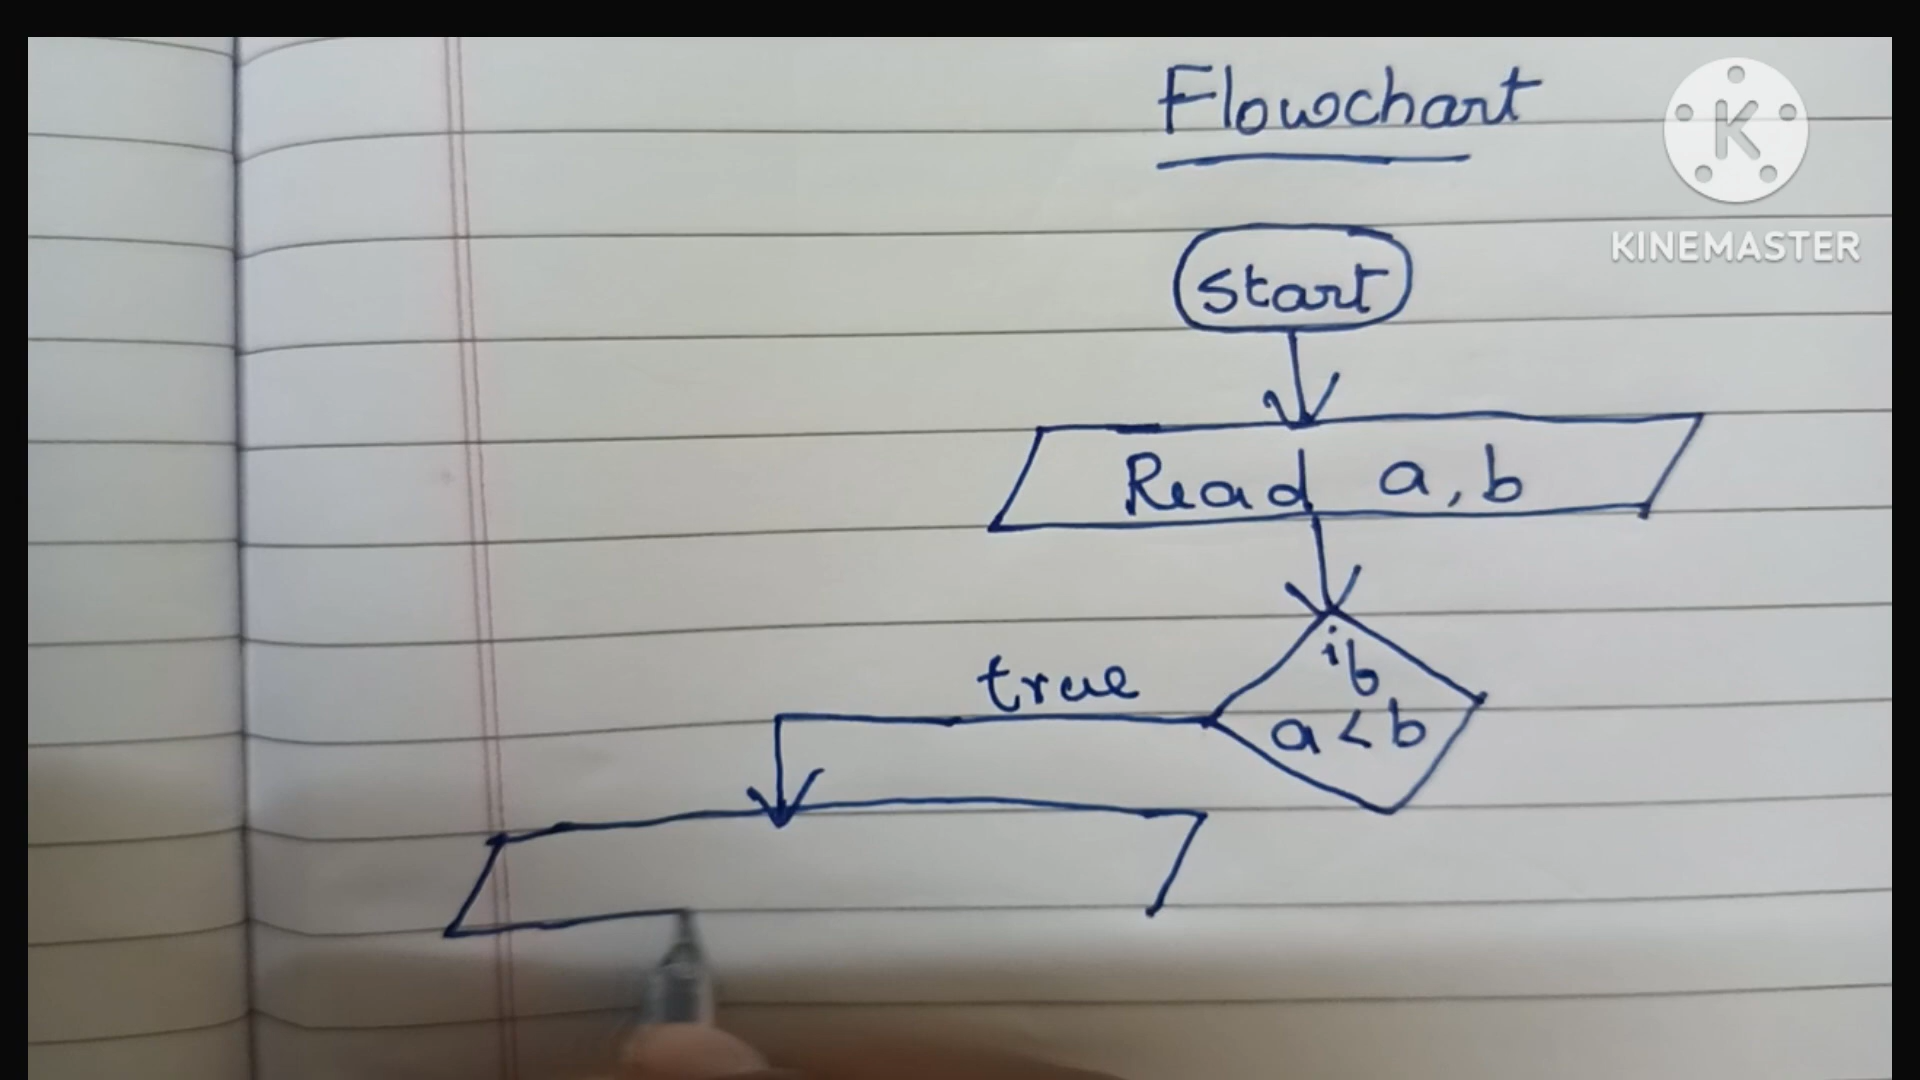 Flowchart
K
KINEMASTER
Start
Read a, b
if
true
a < b